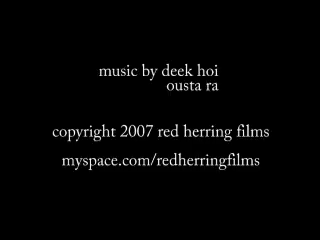 music by deek hoi
ousta ra
copyright 2007 red herring films
myspace.com/redherringfilms